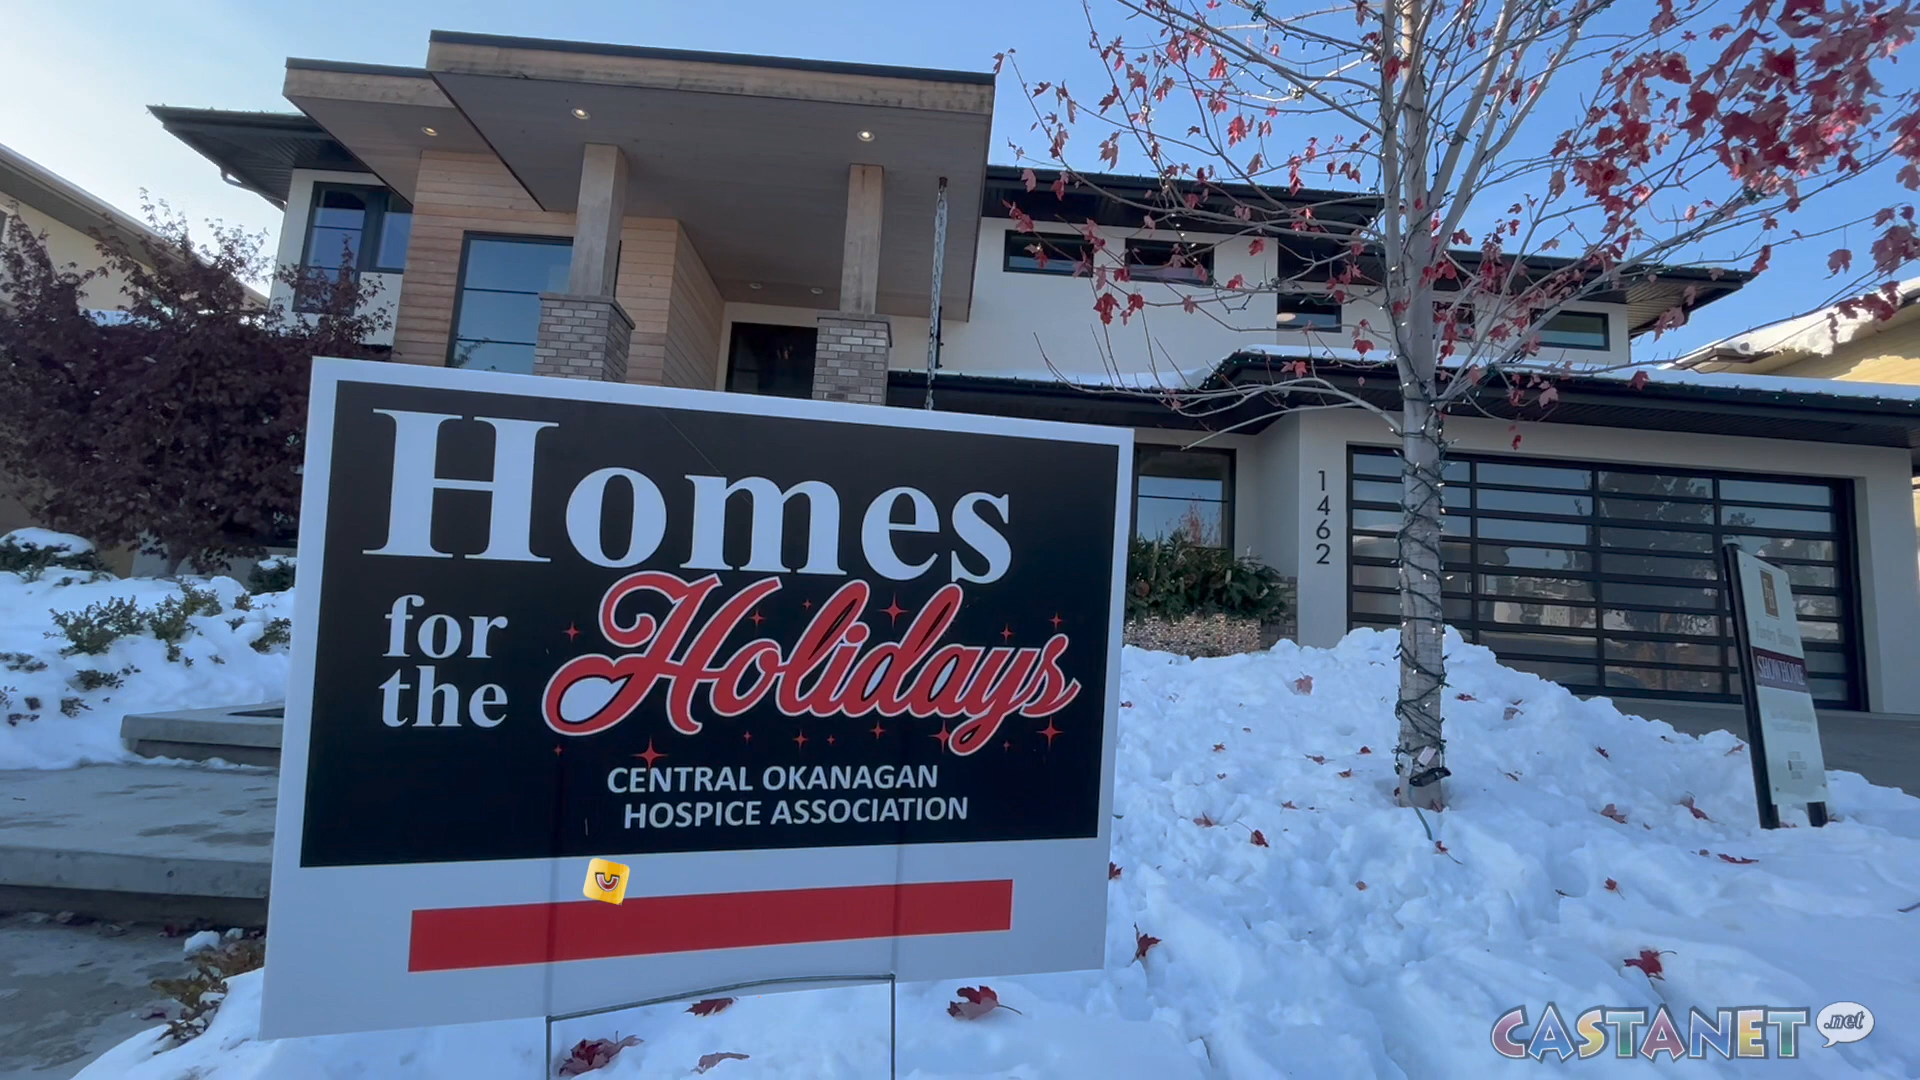 Homes
for
the
Holidays
CENTRAL OKANAGAN
HOSPICE ASSOCIATION
1462
SHOWHOME
CASTANET.net